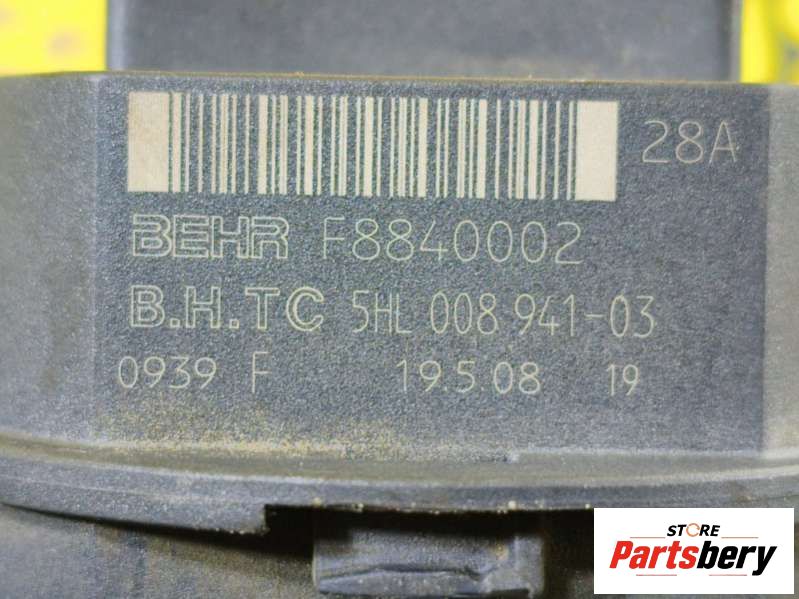 28A
BEHR F8840002
B.H.TC 5HL 008 941-03
0939 F 19.5.08 19
STORE
Partsbery